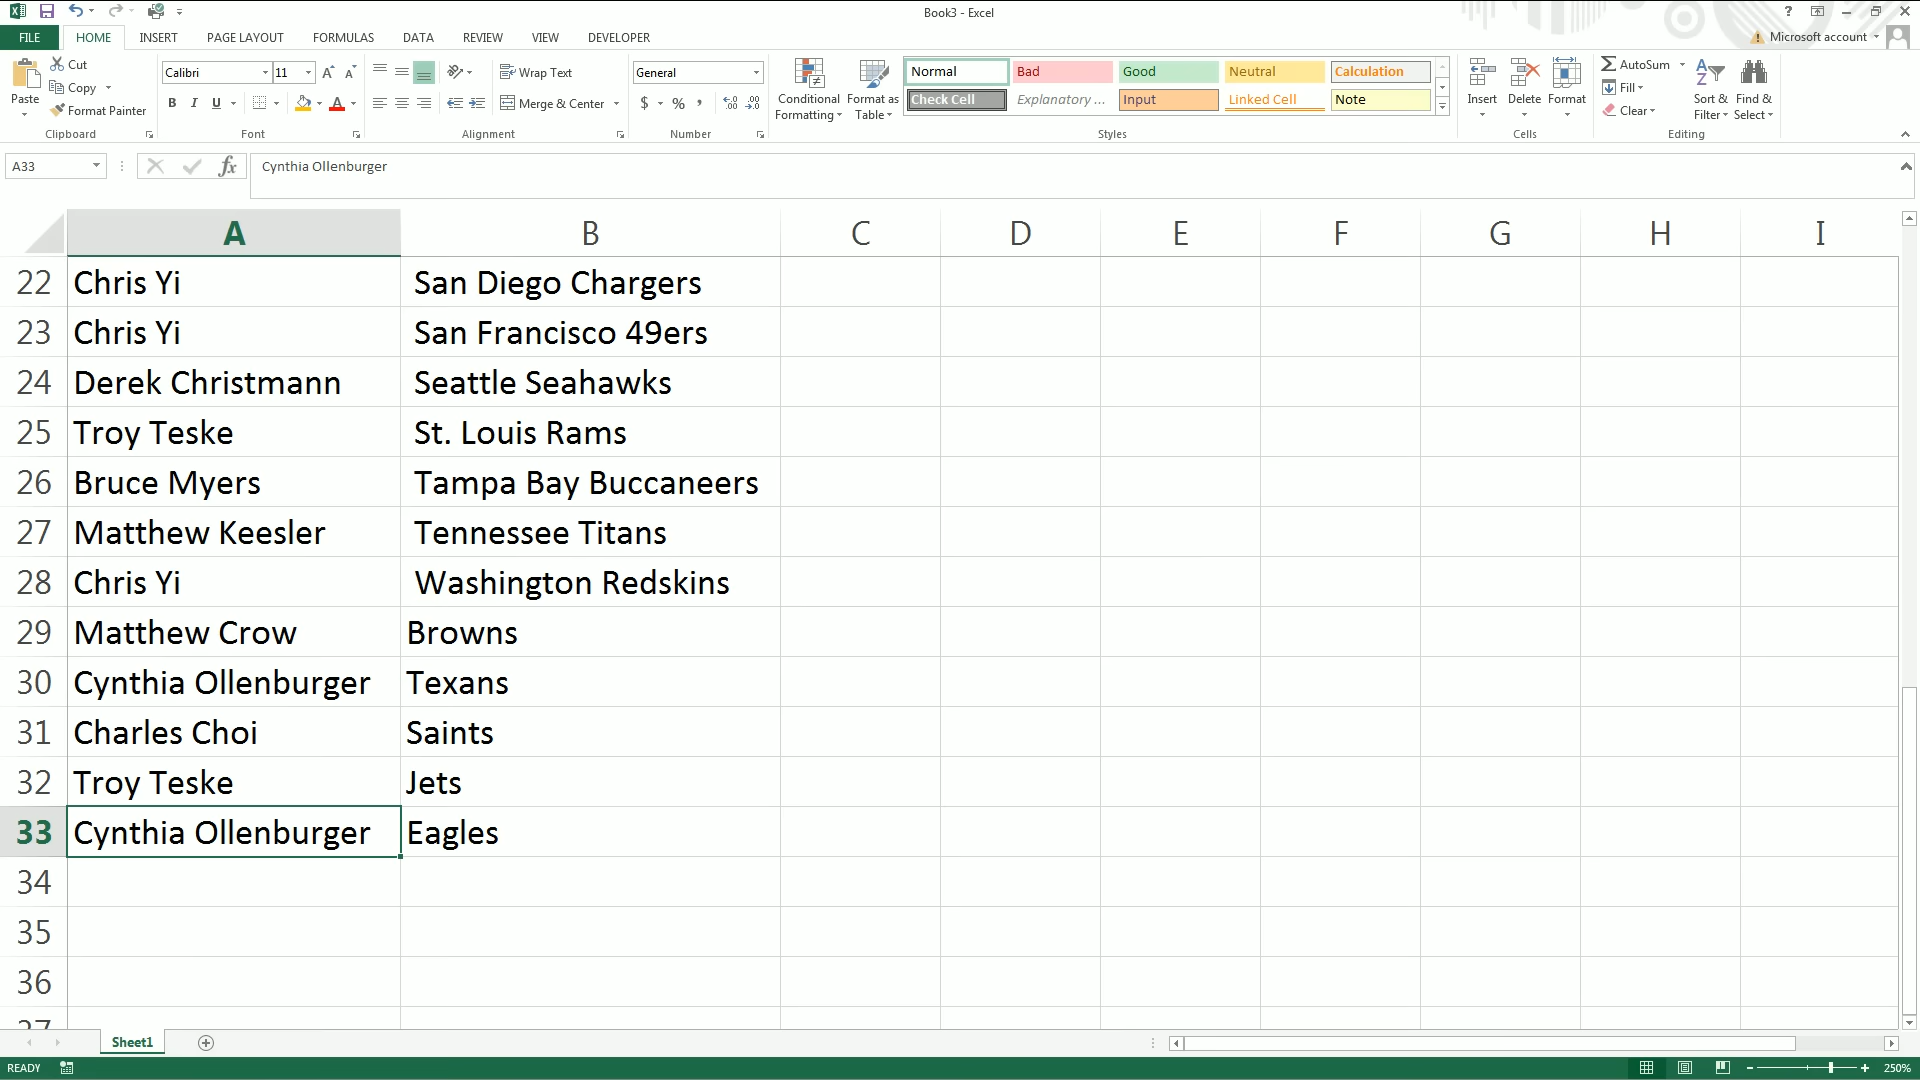 Book3 - Excel
FILE HOME INSERT PAGE LAYOUT FORMULAS DATA REVIEW VIEW DEVELOPER Microsoft account
Paste Cut Copy Format Painter Clipboard
Calibri 11 B I U Font
Wrap Text Merge & Center Alignment
General $ % , Number
Conditional Formatting Format as Table
Normal Bad Good Neutral Calculation
Check Cell Explanatory ... Input Linked Cell Note
Styles
Insert Delete Format Cells
AutoSum Fill Clear Sort & Filter Find & Select Editing
A33 fx Cynthia Ollenburger
A B C D E F G H I
22 Chris Yi San Diego Chargers
23 Chris Yi San Francisco 49ers
24 Derek Christmann Seattle Seahawks
25 Troy Teske St. Louis Rams
26 Bruce Myers Tampa Bay Buccaneers
27 Matthew Keesler Tennessee Titans
28 Chris Yi Washington Redskins
29 Matthew Crow Browns
30 Cynthia Ollenburger Texans
31 Charles Choi Saints
32 Troy Teske Jets
33 Cynthia Ollenburger Eagles
34
35
36
37
Sheet1
READY 250%